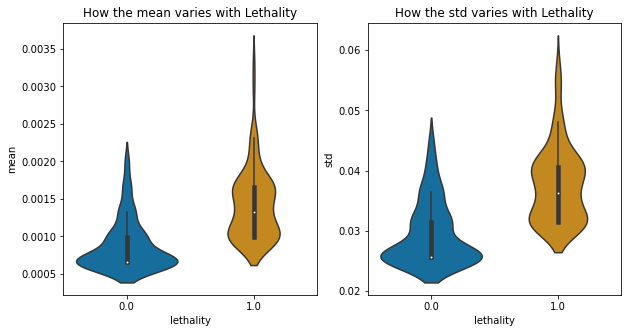 How the mean varies with Lethality
0.0035
0.0030
0.0025
0.0020
0.0015
0.0010
0.0005
mean
0.0
1.0
lethality
How the std varies with Lethality
0.06
0.05
0.04
0.03
0.02
std
0.0
1.0
lethality